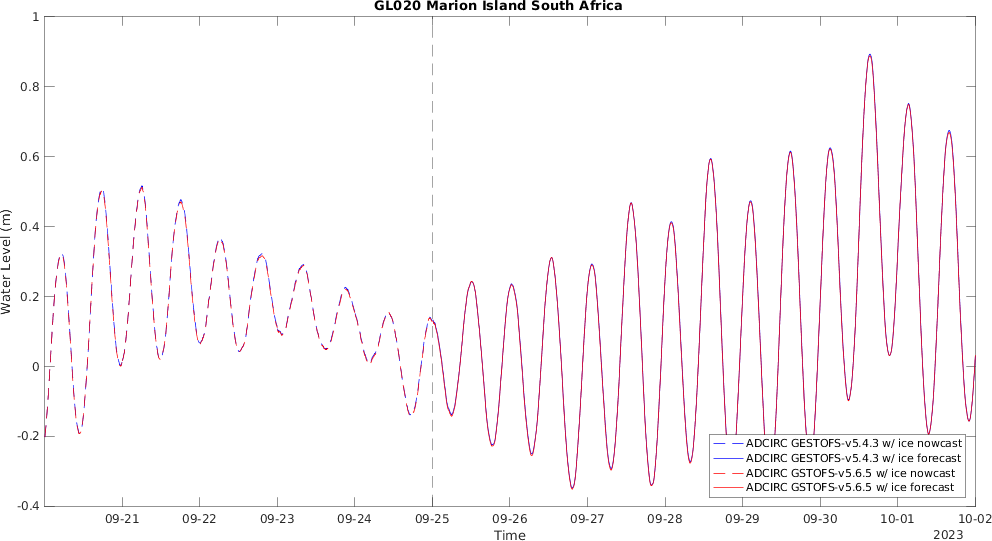 GL020 Marion Island South Africa
1
0.8
0.6
0.4
0.2
0
-0.2
-0.4
Water Level (m)
ADCIRC GESTOFS-v5.4.3 w/ ice nowcast
ADCIRC GESTOFS-v5.4.3 w/ ice forecast
ADCIRC GSTOFS-v5.6.5 w/ ice nowcast
ADCIRC GSTOFS-v5.6.5 w/ ice forecast
09-21 09-22 09-23 09-24 09-25 09-26 09-27 09-28 09-29 09-30 10-01 10-02
Time
2023